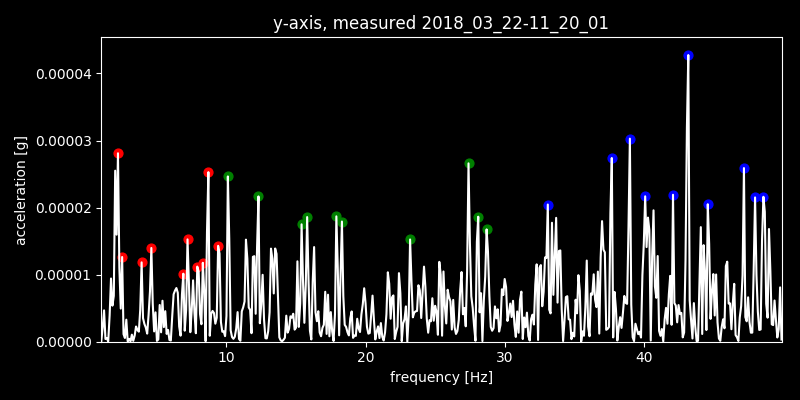 y-axis, measured 2018_03_22-11_20_01
0.00004
0.00003
0.00002
0.00001
0.00000
acceleration [g]
10 20 30 40
frequency [Hz]